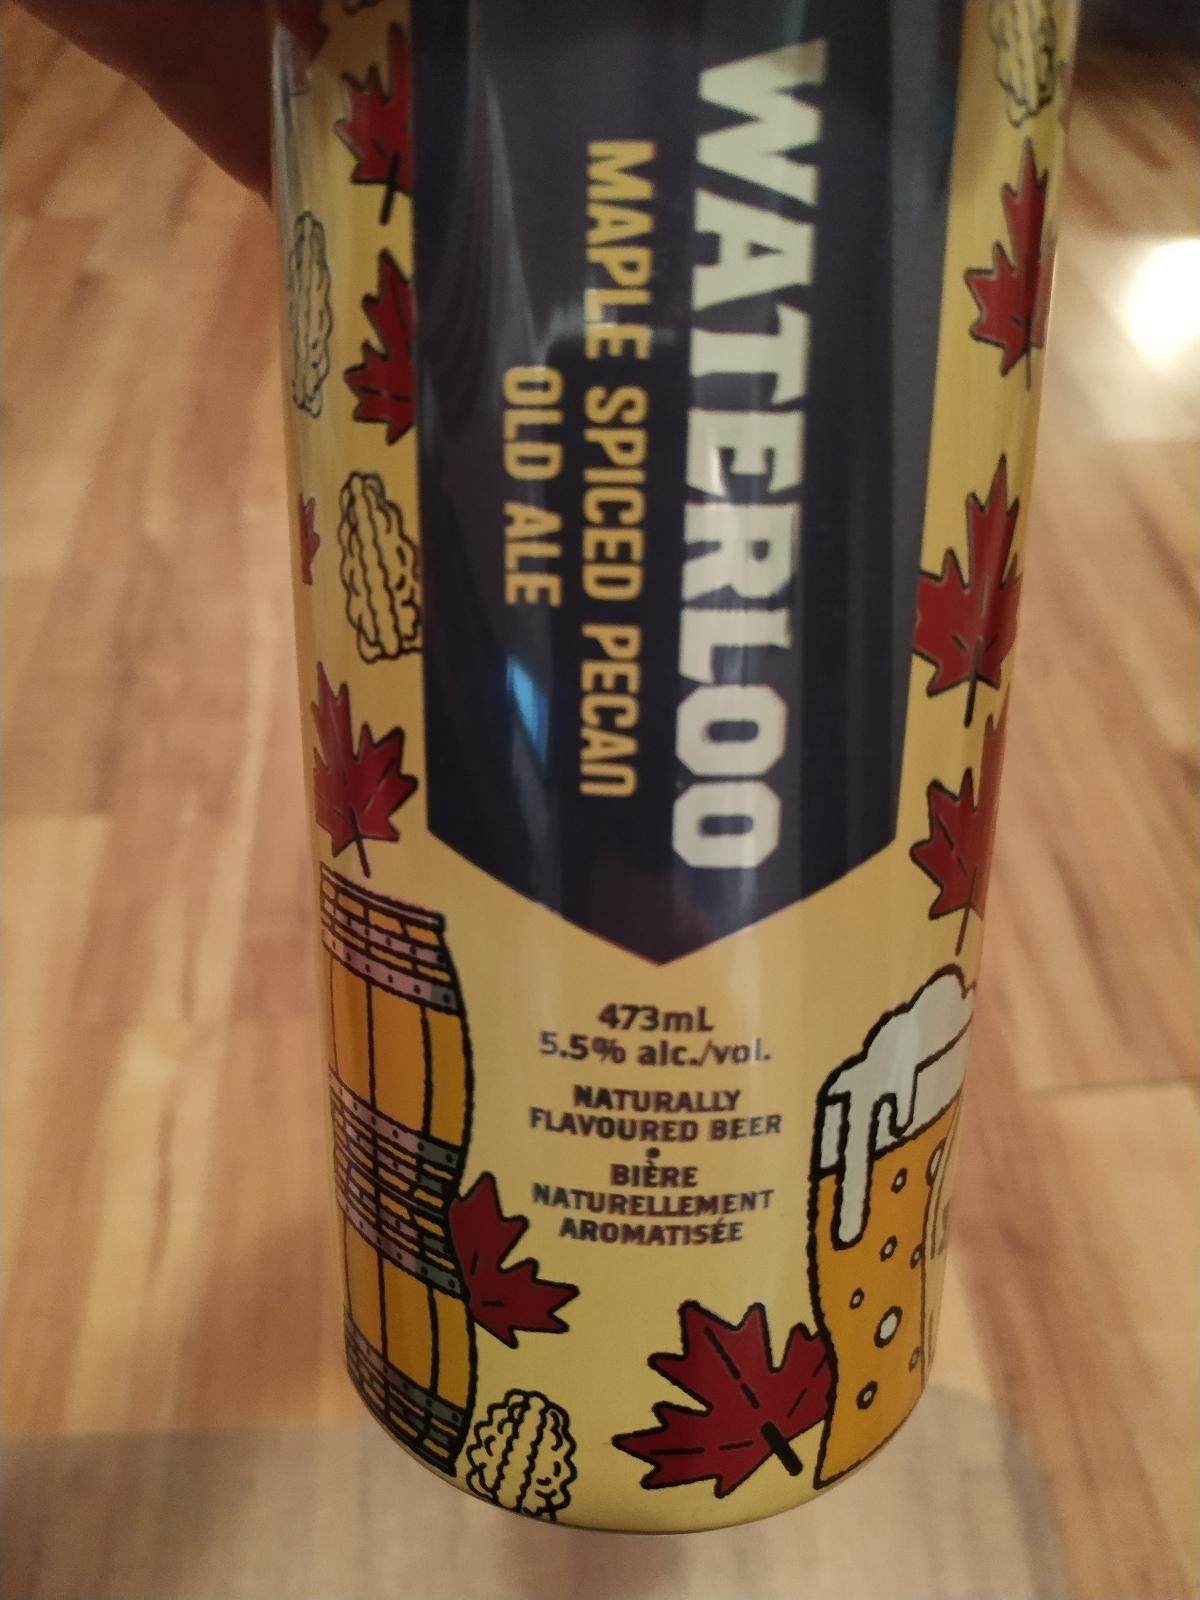 WATERLOO
MAPLE SPICED PECAN
OLD ALE
473mL
5.5% alc./vol.
NATURALLY
FLAVOURED BEER
•
BIÈRE
NATURELLEMENT
AROMATISÉE